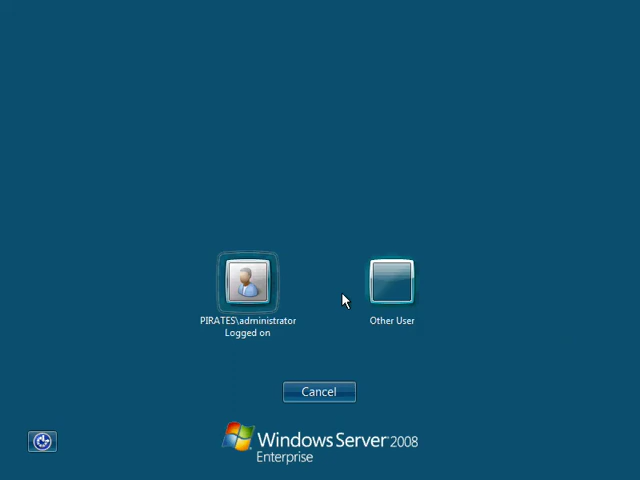 PIRATES\administrator
Logged on
Other User
Cancel
Windows Server 2008
Enterprise